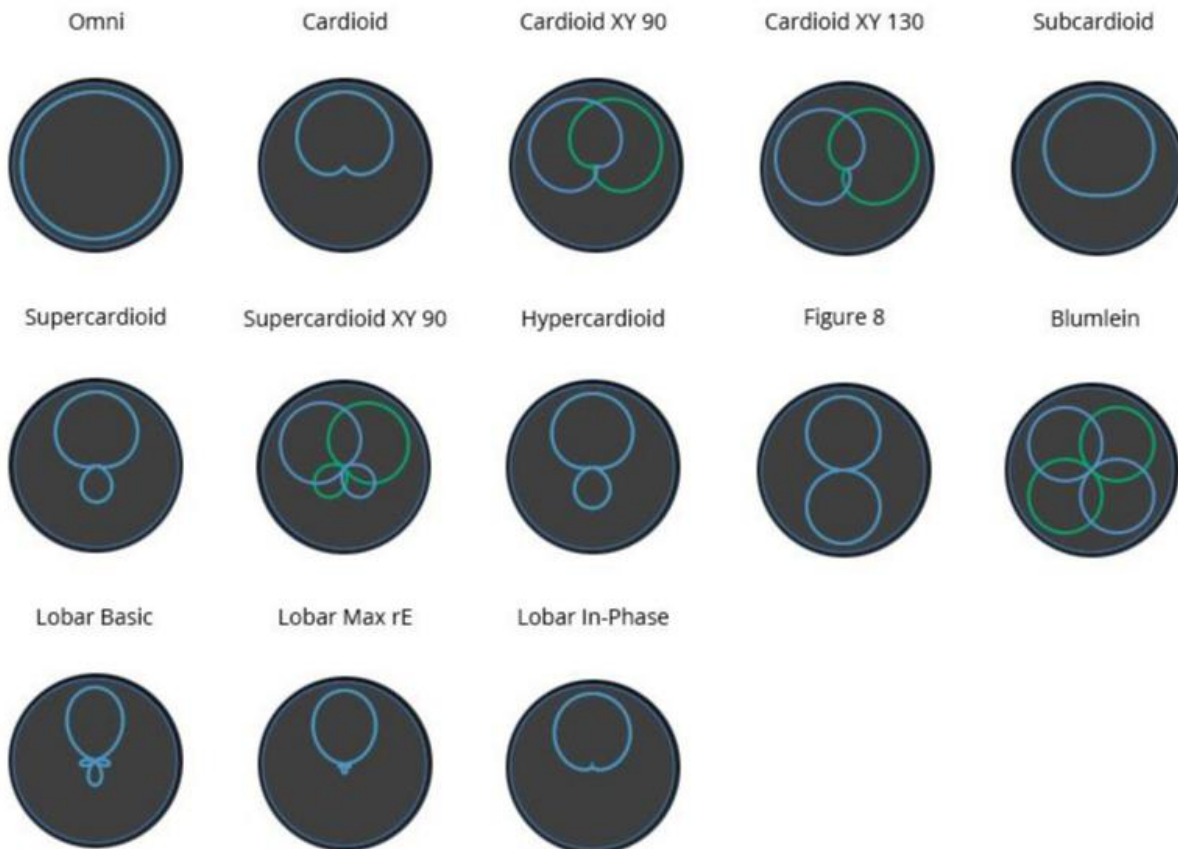 Omni
Cardioid
Cardioid XY 90
Cardioid XY 130
Subcardioid
Supercardioid
Supercardioid XY 90
Hypercardioid
Figure 8
Blumlein
Lobar Basic
Lobar Max rE
Lobar In-Phase